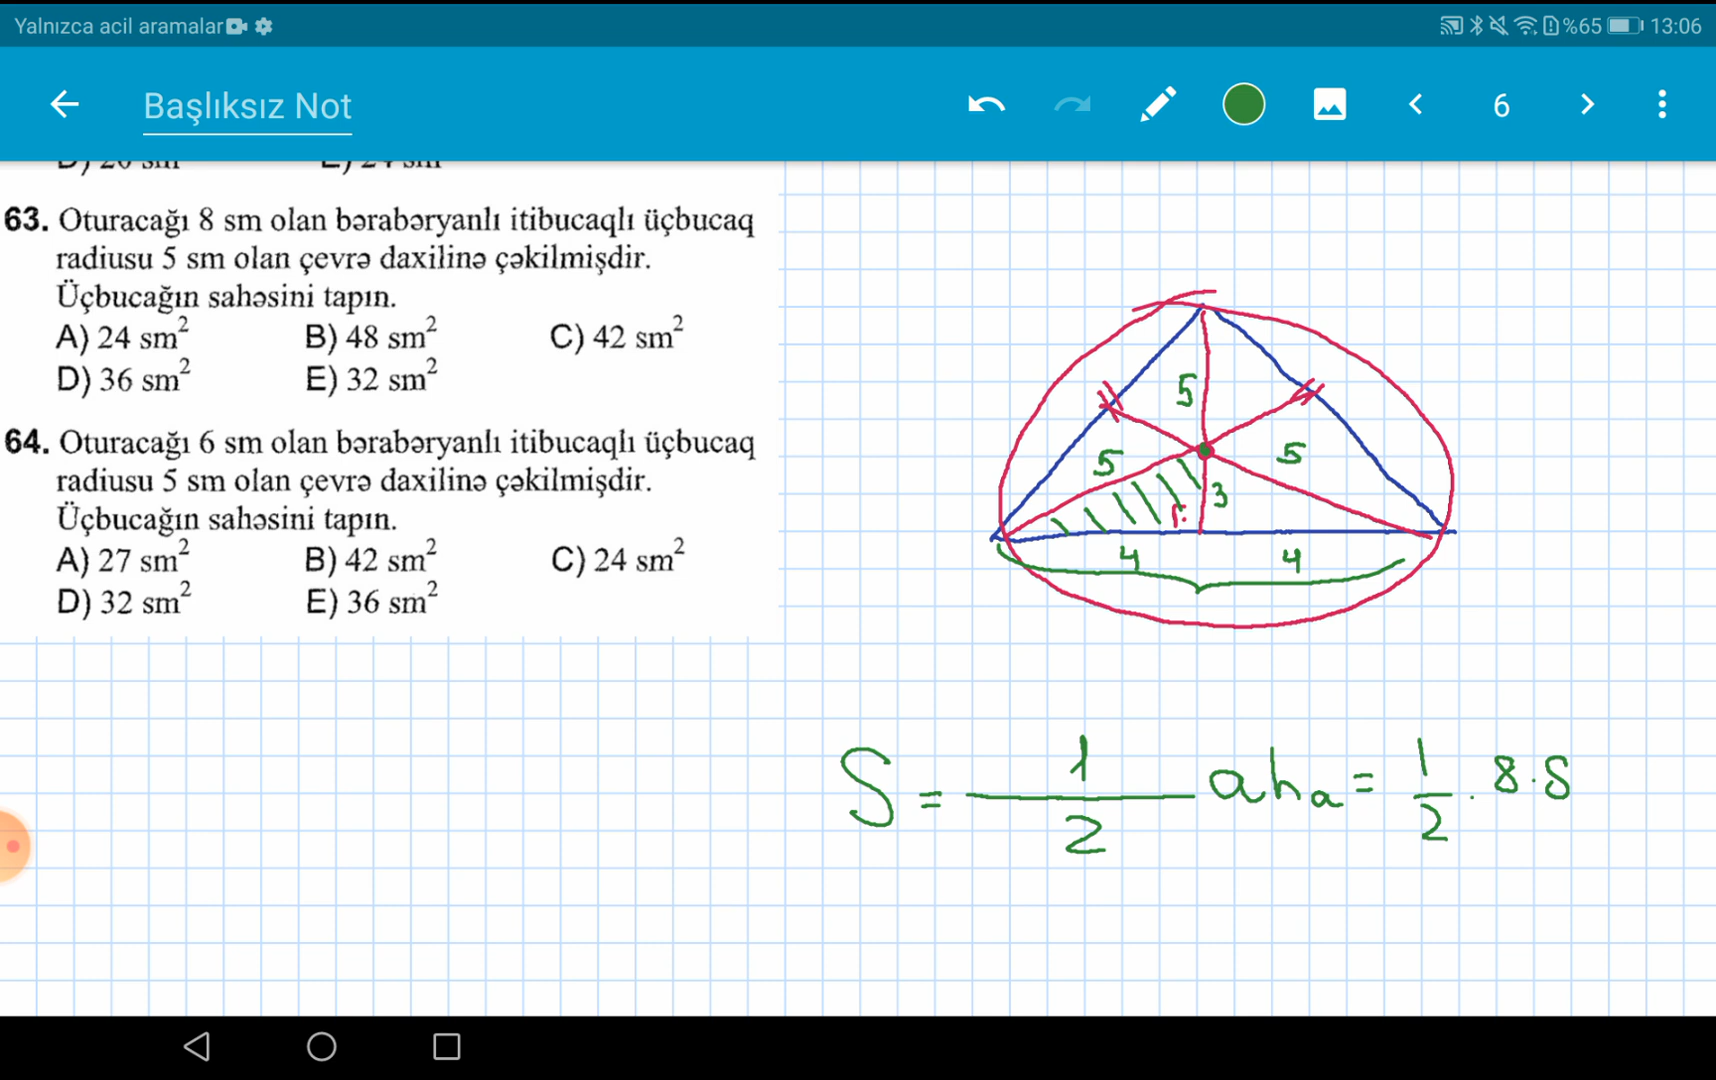 Yalnızca acil aramalar
%65 13:06
Başlıksız Not
6
63. Oturacağı 8 sm olan bərabəryanlı itibucaqlı üçbucaq
radiusu 5 sm olan çevrə daxilinə çəkilmişdir.
Üçbucağın sahəsini tapın.
A) 24 sm² B) 48 sm² C) 42 sm²
D) 36 sm² E) 32 sm²
64. Oturacağı 6 sm olan bərabəryanlı itibucaqlı üçbucaq
radiusu 5 sm olan çevrə daxilinə çəkilmişdir.
Üçbucağın sahəsini tapın.
A) 27 sm² B) 42 sm² C) 24 sm²
D) 32 sm² E) 36 sm²
5
5 5
3
4 4
S = 1/2 ahₐ = 1/2 · 8·8